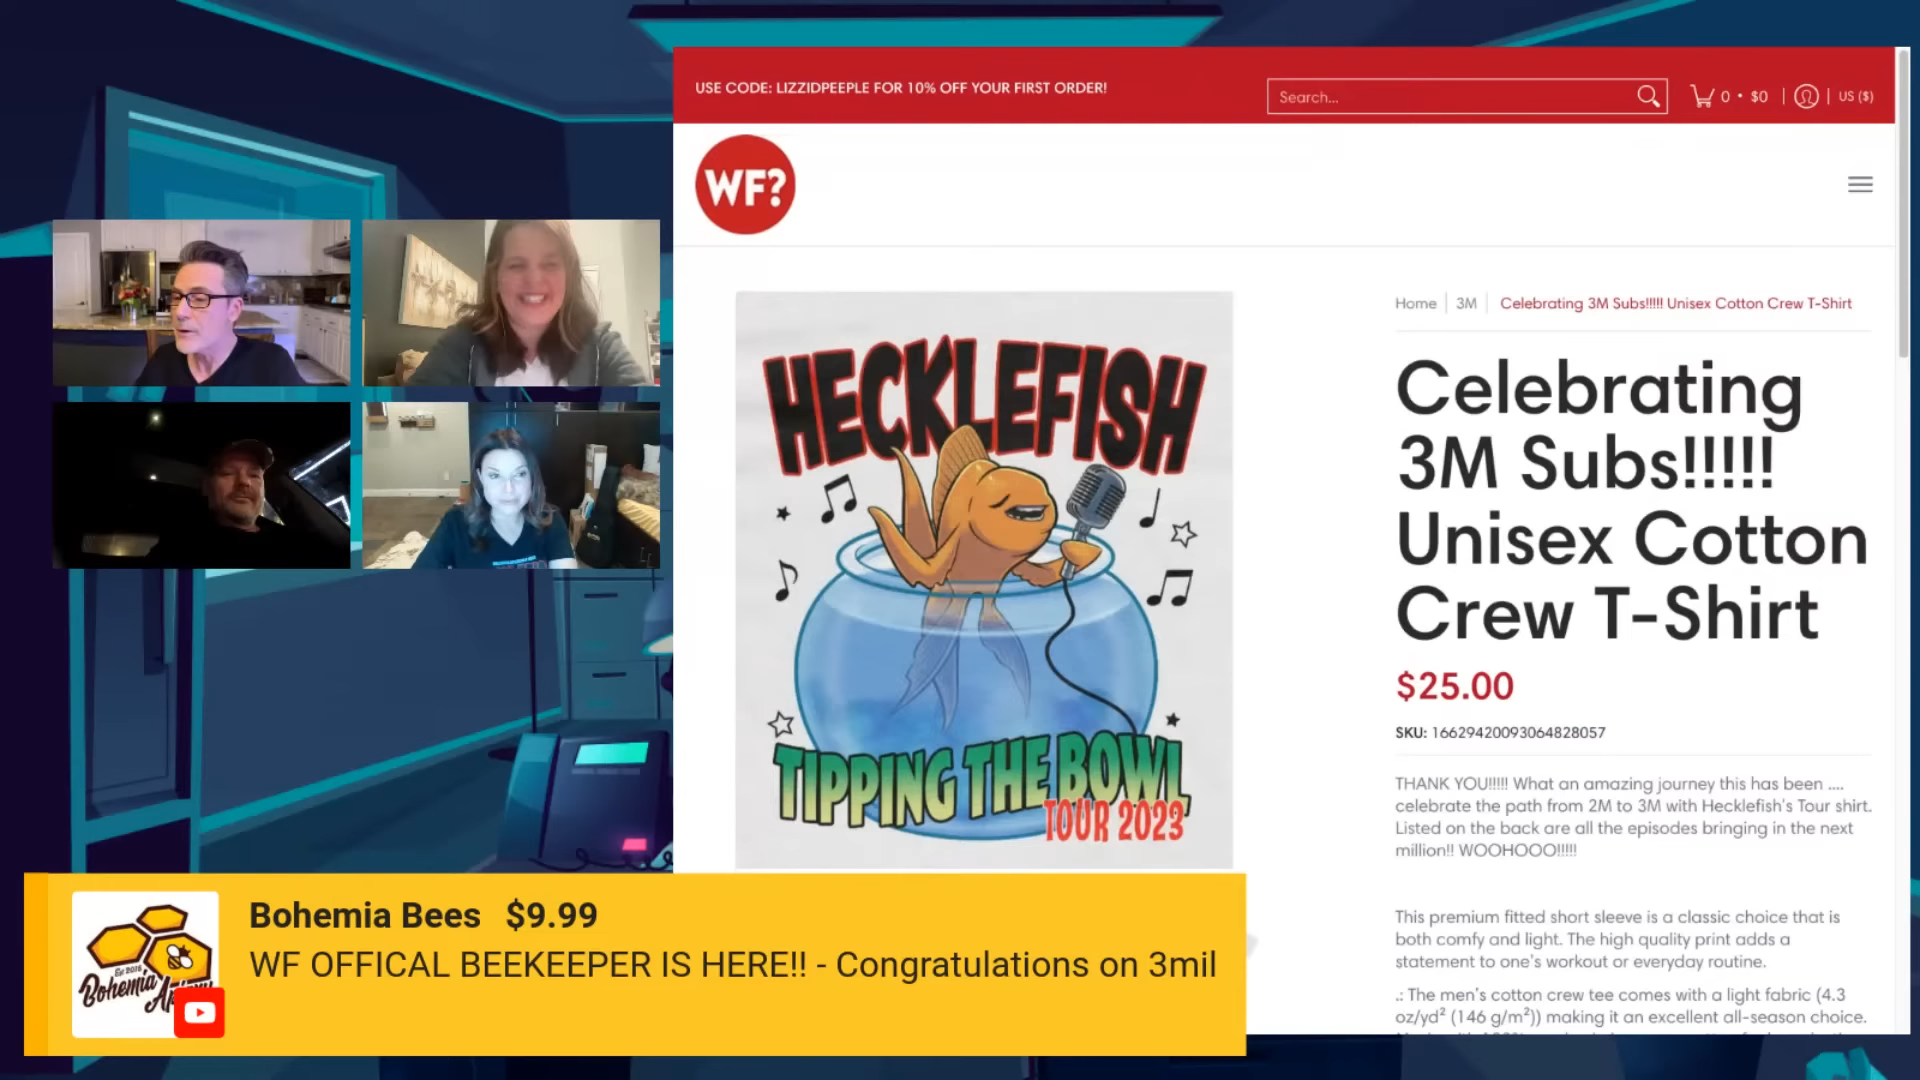 USE CODE: LIZZIDPEEPLE FOR 10% OFF YOUR FIRST ORDER!
Search...
0 • $0
US ($)
WF?
Home
3M
Celebrating 3M Subs!!!!! Unisex Cotton Crew T-Shirt
HECKLEFISH
TIPPING THE BOWL
TOUR 2023
Celebrating
3M Subs!!!!!
Unisex Cotton
Crew T-Shirt
$25.00
SKU: 16629420093064828057
THANK YOU!!!!! What an amazing journey this has been ....
celebrate the path from 2M to 3M with Hecklefish's Tour shirt.
Listed on the back are all the episodes bringing in the next
million!! WOOHOOO!!!!!
This premium fitted short sleeve is a classic choice that is
both comfy and light. The high quality print adds a
statement to one's workout or everyday routine.
.: The men's cotton crew tee comes with a light fabric (4.3
oz/yd² (146 g/m²)) making it an excellent all-season choice.
Est 2018
Bohemia
Bohemia Bees $9.99
WF OFFICAL BEEKEEPER IS HERE!! - Congratulations on 3mil